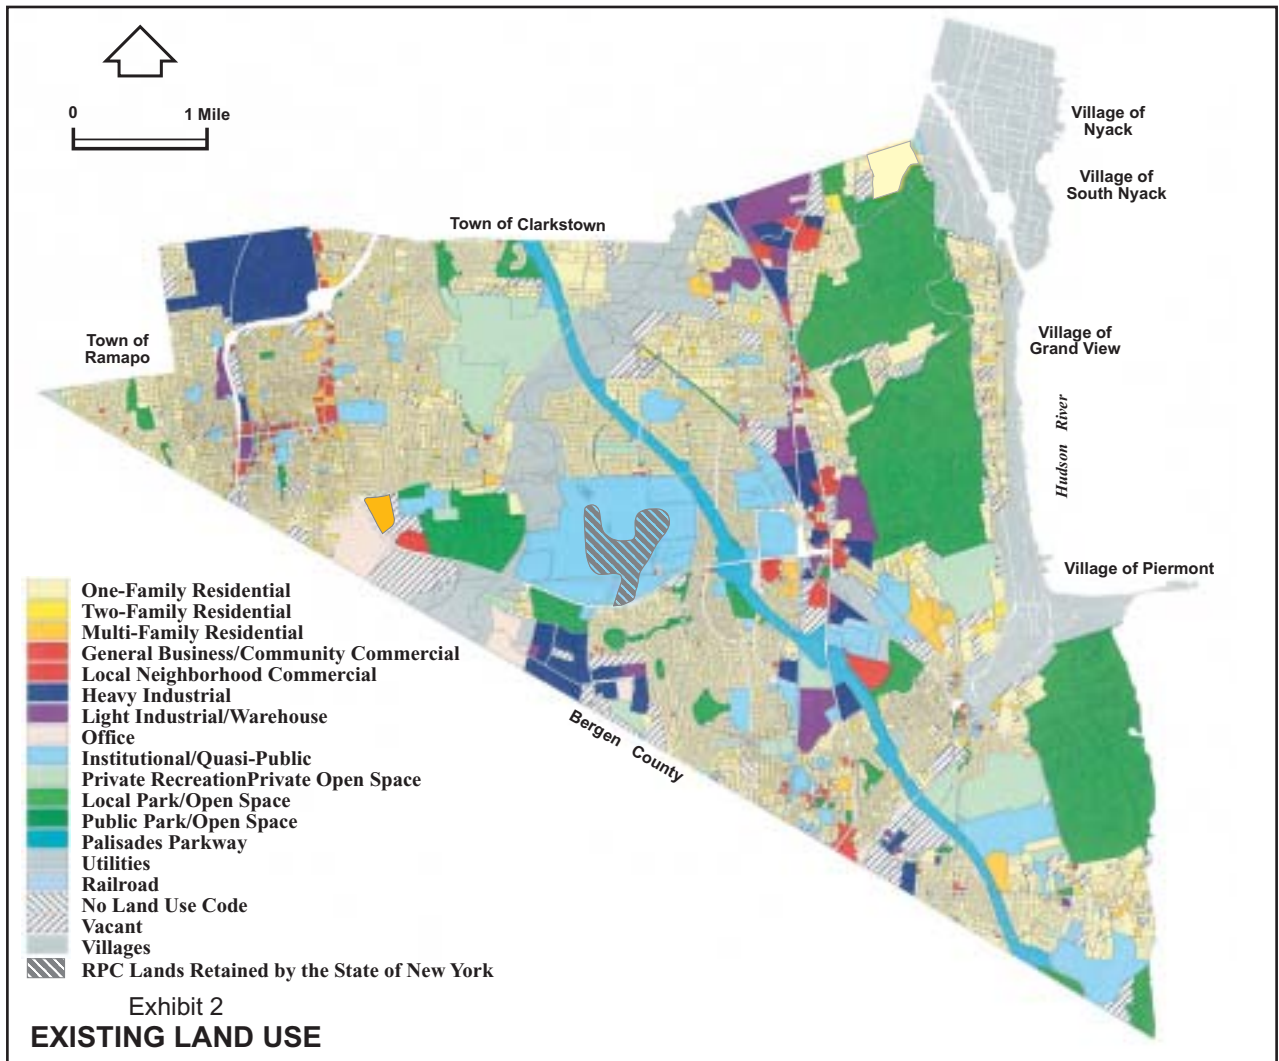 0 1 Mile
Village of
Nyack
Village of
South Nyack
Town of Clarkstown
Town of
Ramapo
Village of
Grand View
Hudson River
Village of Piermont
Bergen County
One-Family Residential
Two-Family Residential
Multi-Family Residential
General Business/Community Commercial
Local Neighborhood Commercial
Heavy Industrial
Light Industrial/Warehouse
Office
Institutional/Quasi-Public
Private RecreationPrivate Open Space
Local Park/Open Space
Public Park/Open Space
Palisades Parkway
Utilities
Railroad
No Land Use Code
Vacant
Villages
RPC Lands Retained by the State of New York
Exhibit 2
EXISTING LAND USE